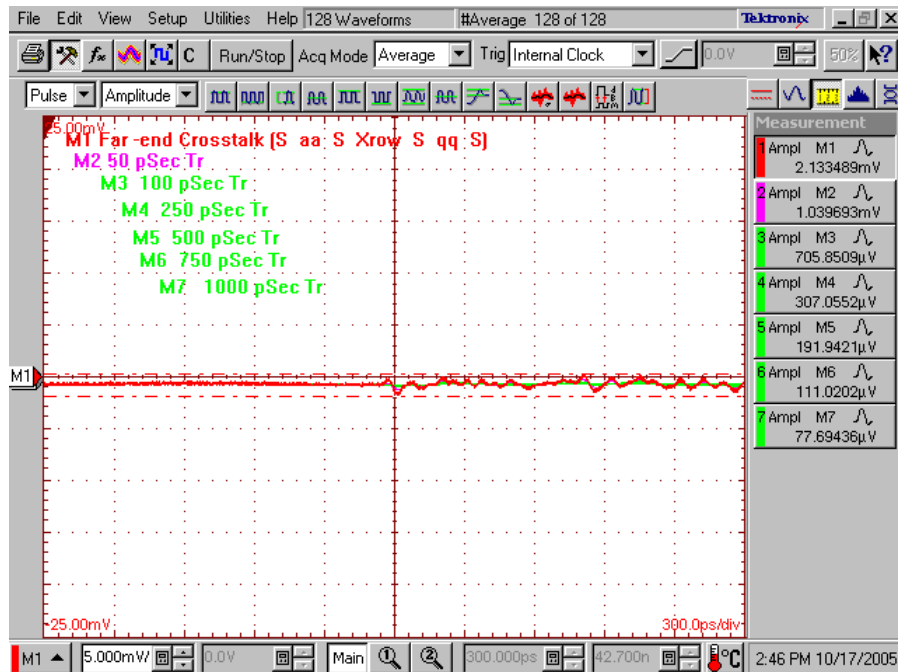 File Edit View Setup Utilities Help 128 Waveforms #Average 128 of 128 Tektronix
Run/Stop Acq Mode Average Trig Internal Clock 0.0V 50%
C
Pulse Amplitude
25.00mV
M1 Far-end Crosstalk (S aa S Xrow S qq S)
M2 50 pSec Tr
M3 100 pSec Tr
M4 250 pSec Tr
M5 500 pSec Tr
M6 750 pSec Tr
M7 1000 pSec Tr
M1
-25.00mV 300.0ps/div
Measurement
1 Ampl M1
2.133489mV
2 Ampl M2
1.039693mV
3 Ampl M3
705.8509µV
4 Ampl M4
307.0552µV
5 Ampl M5
191.9421µV
6 Ampl M6
111.0202µV
7 Ampl M7
77.69436µV
M1 5.000mV/ 0.0V Main 1 2 300.000ps 42.700n °C 2:46 PM 10/17/2005